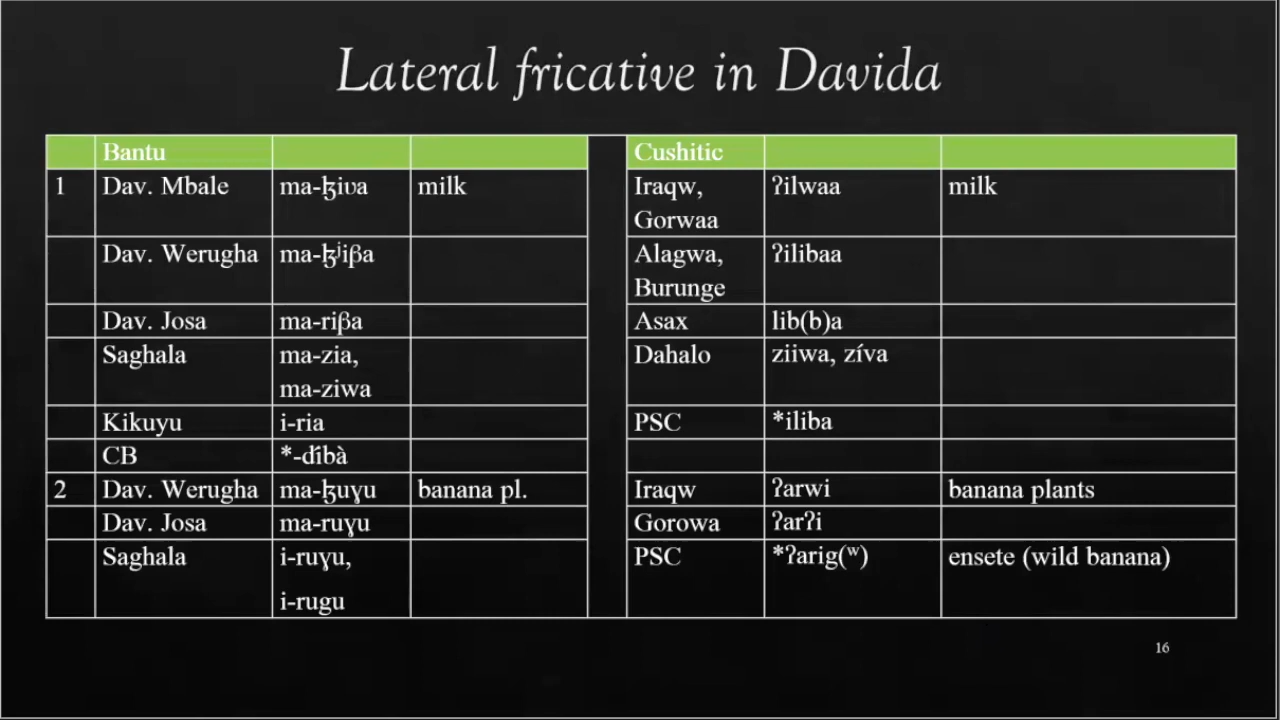 Lateral fricative in Davida
Bantu Cushitic
1 Dav. Mbale ma-ɮiʋa milk Iraqw, ʔilwaa milk
Gorwaa
Dav. Werugha ma-ɮʲiβa Alagwa, ʔilibaa
Burunge
Dav. Josa ma-riβa Asax lib(b)a
Saghala ma-zia, Dahalo ziiwa, zíva
ma-ziwa
Kikuyu i-ria PSC *iliba
CB *-díbà
2 Dav. Werugha ma-ɮuɣu banana pl. Iraqw ʔarwi banana plants
Dav. Josa ma-ruɣu Gorowa ʔarʔi
Saghala i-ruɣu, PSC *ʔarig(ʷ) ensete (wild banana)
i-rugu
16